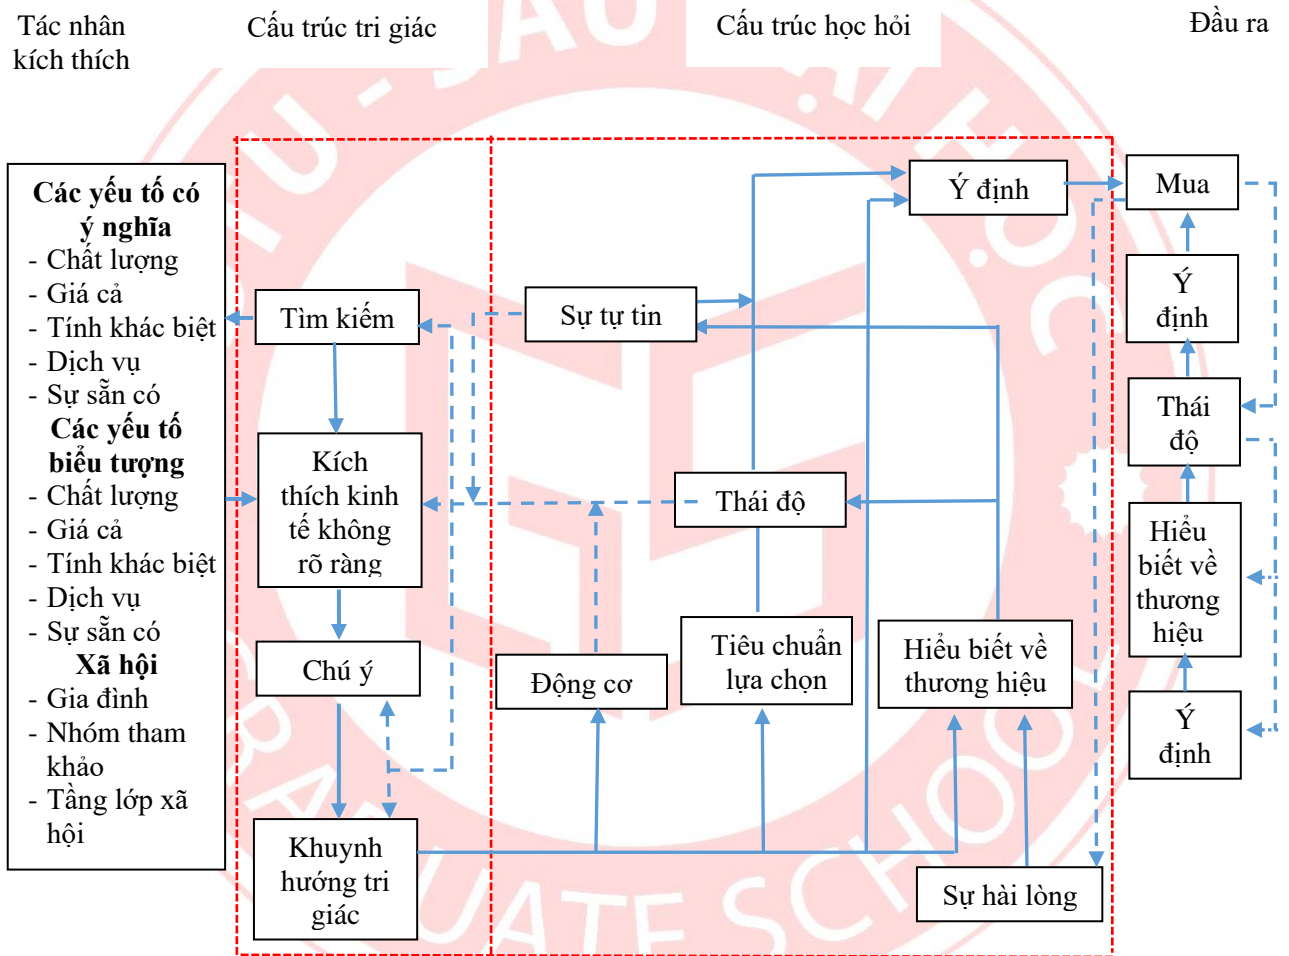 Tác nhân
kích thích
Cấu trúc tri giác
Cấu trúc học hỏi
Đầu ra
Các yếu tố có
ý nghĩa
- Chất lượng
- Giá cả
- Tính khác biệt
- Dịch vụ
- Sự sẵn có
Các yếu tố
biểu tượng
- Chất lượng
- Giá cả
- Tính khác biệt
- Dịch vụ
- Sự sẵn có
Xã hội
- Gia đình
- Nhóm tham
khảo
- Tầng lớp xã
hội
Tìm kiếm
Kích
thích kinh
tế không
rõ ràng
Chú ý
Khuynh
hướng tri
giác
Sự tự tin
Thái độ
Động cơ
Tiêu chuẩn
lựa chọn
Ý định
Hiểu biết về
thương hiệu
Sự hài lòng
Mua
Ý
định
Thái
độ
Hiểu
biết về
thương
hiệu
Ý
định
SAU ĐẠI HỌC
GRADUATE SCHOOL